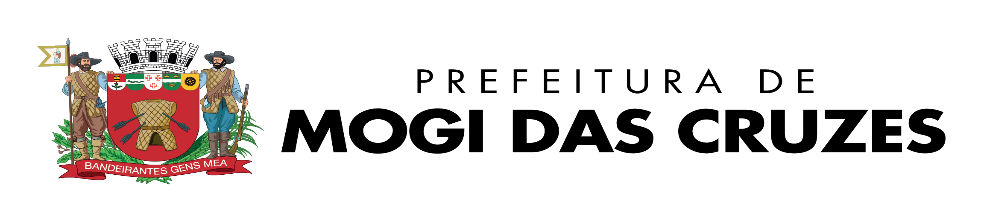 PREFEITURA DE
MOGI DAS CRUZES
BANDEIRANTES GENS MEA